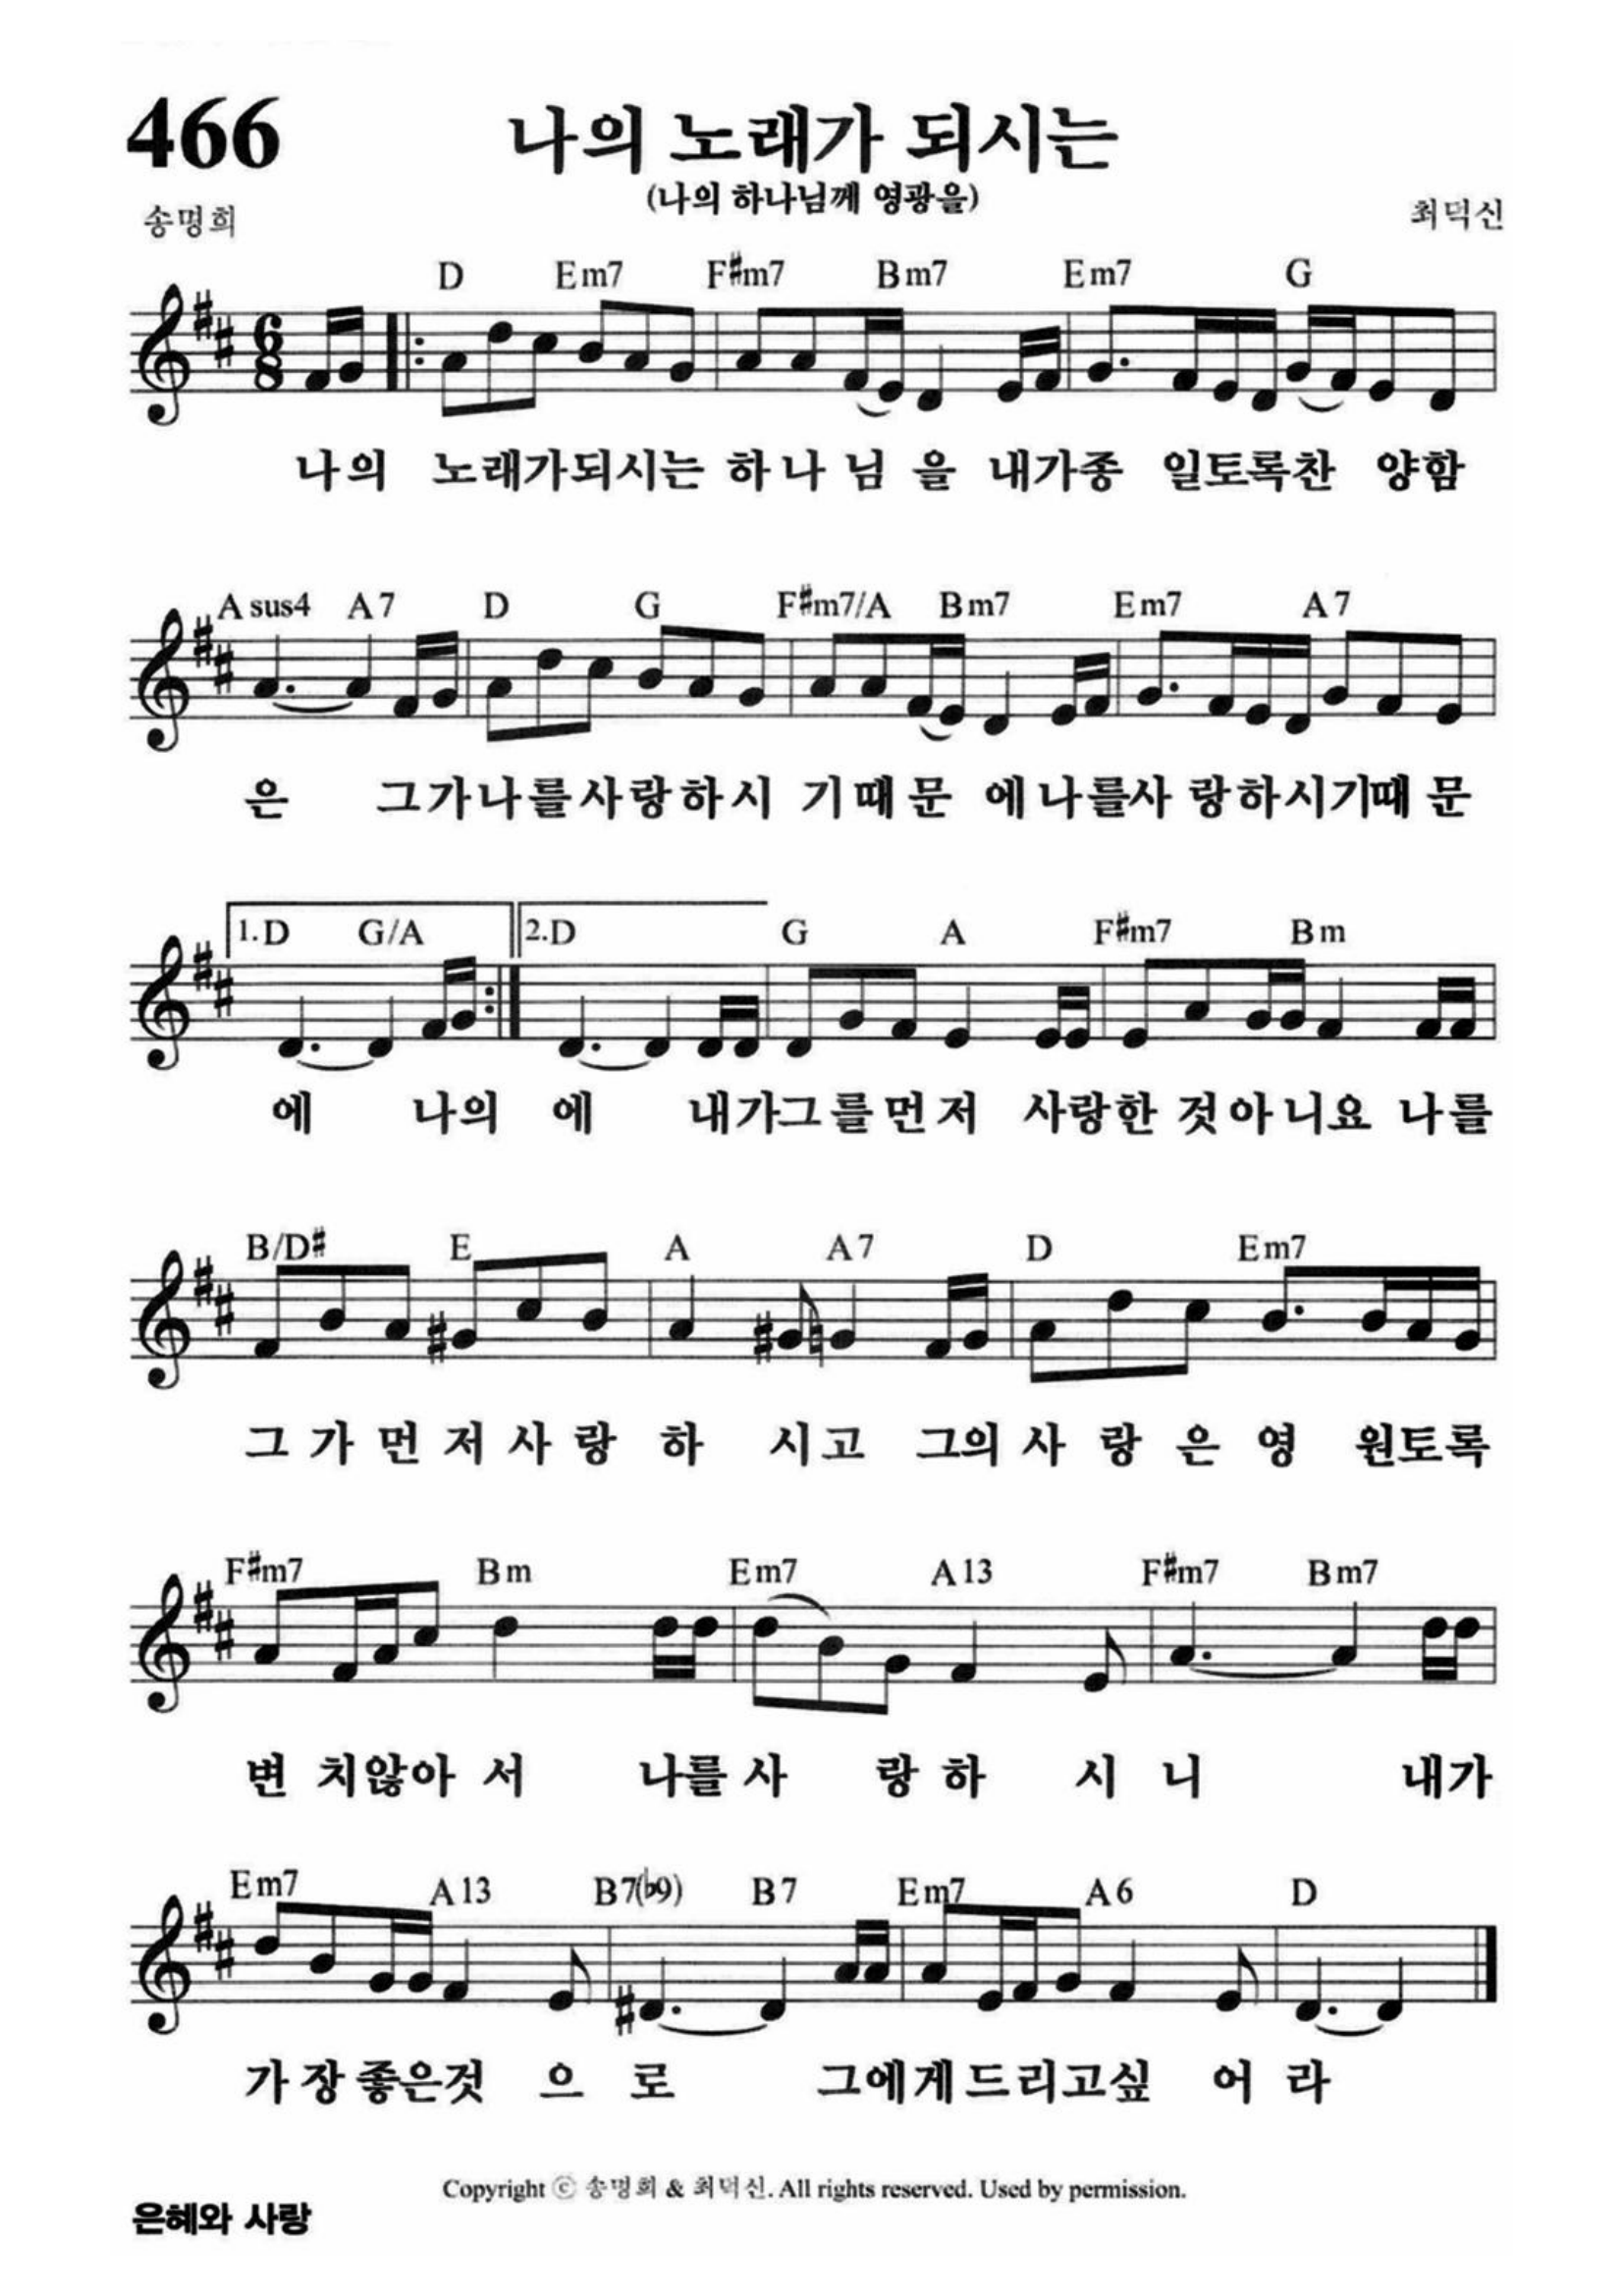 466
나의 노래가 되시는
(나의 하나님께 영광을)
송명희
최덕신
D Em7 F#m7 Bm7 Em7 G
나의 노래가되시는 하나 님 을 내가종 일토록찬 양함
A sus4 A7 D G F#m7/A Bm7 Em7 A7
은 그가나를사랑하시 기때문 에나를사 랑하시기때 문
1.D G/A 2.D G A F#m7 Bm
에 나의 에 내가그를먼저 사랑한 것아니요 나를
B/D# E A A7 D Em7
그가먼저사랑 하 시고 그의사 랑 은 영 원토록
F#m7 Bm Em7 A13 F#m7 Bm7
변 치않아 서 나를사 랑하 시 니 내가
Em7 A13 B7(b9) B7 Em7 A6 D
가장좋은것 으 로 그에게드리고싶 어 라
Copyright ⓒ 송명희 & 최덕신. All rights reserved. Used by permission.
은혜와 사랑